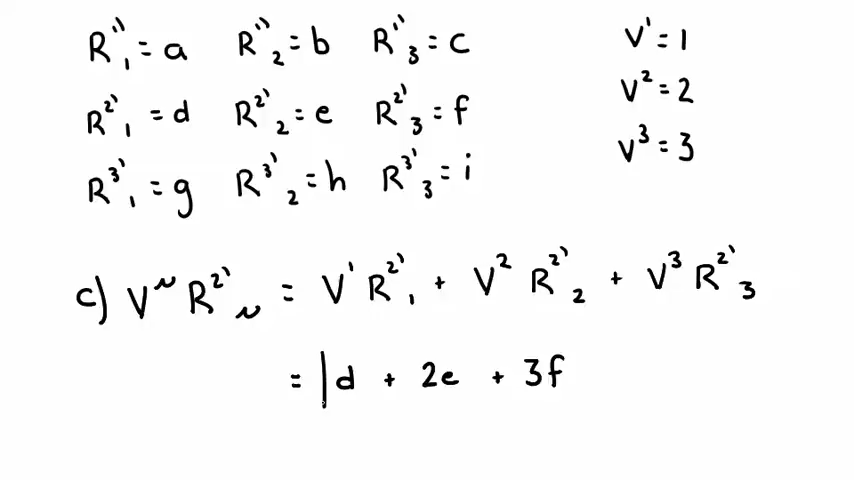 R¹'₁ = a R¹'₂ = b R¹'₃ = c V¹ = 1
R²'₁ = d R²'₂ = e R²'₃ = f V² = 2
R³'₁ = g R³'₂ = h R³'₃ = i V³ = 3
c) V^ν R²'_ν = V¹ R²'₁ + V² R²'₂ + V³ R²'₃
= 1d + 2e + 3f